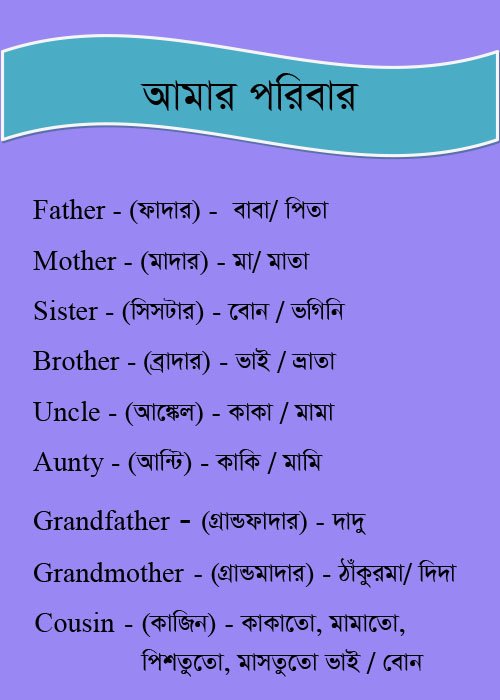 আমার পরিবার
Father - (ফাদার) - বাবা/ পিতা
Mother - (মাদার) - মা/ মাতা
Sister - (সিসটার) - বোন / ভগিনি
Brother - (ব্রাদার) - ভাই / ভ্রাতা
Uncle - (আঙ্কেল) - কাকা / মামা
Aunty - (আন্টি) - কাকি / মামি
Grandfather - (গ্রান্ডফাদার) - দাদু
Grandmother - (গ্রান্ডমাদার) - ঠাঁকুরমা/ দিদা
Cousin - (কাজিন) - কাকাতো, মামাতো,
পিশতুতো, মাসতুতো ভাই / বোন